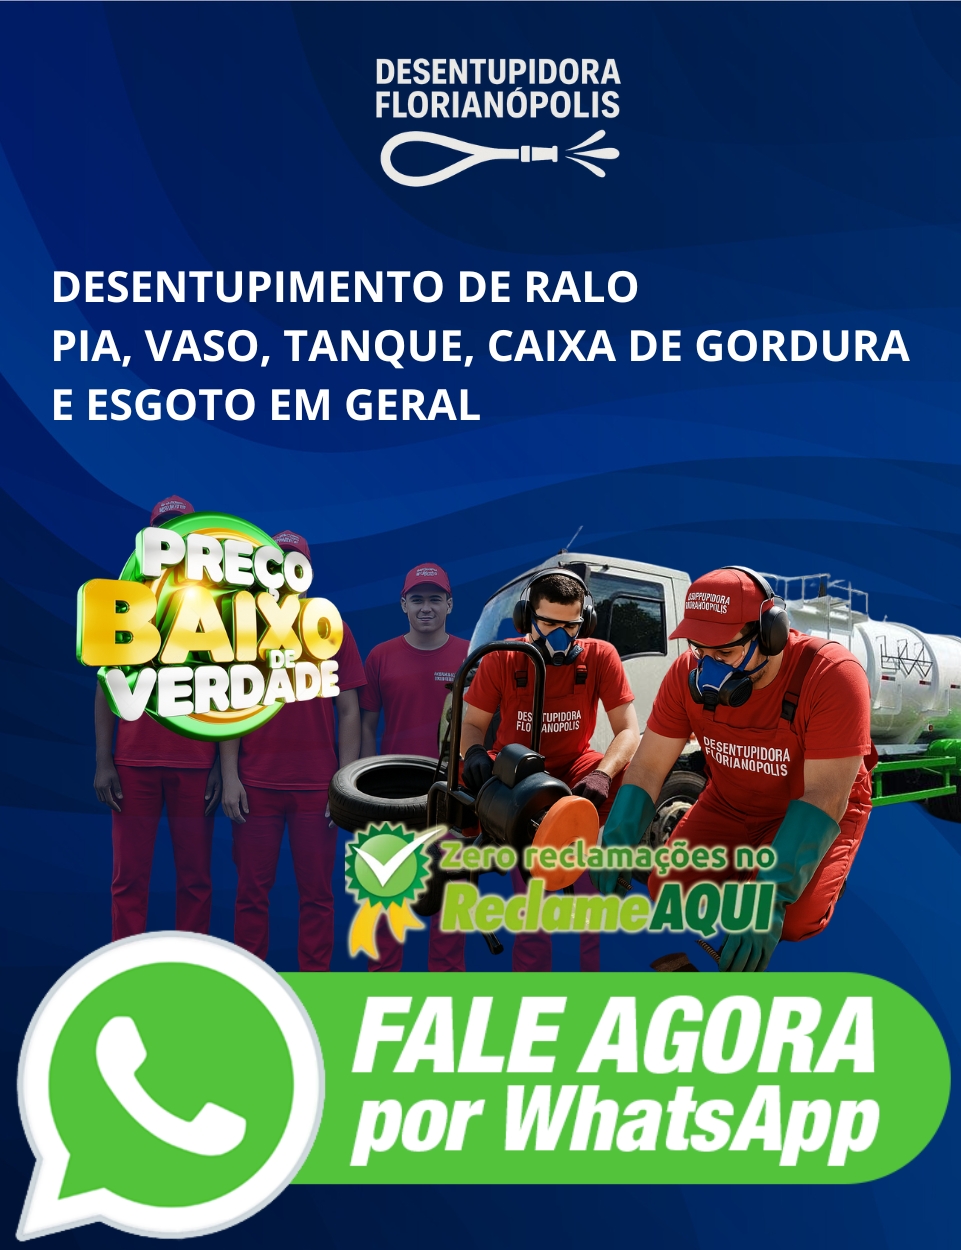 DESENTUPIDORA
FLORIANÓPOLIS
DESENTUPIMENTO DE RALO
PIA, VASO, TANQUE, CAIXA DE GORDURA
E ESGOTO EM GERAL
PREÇO
BAIXO
DE
VERDADE
DESENTUPIDORA
FLORIANÓPOLIS
DESENTUPIDORA
FLORIANÓPOLIS
Zero reclamações no
ReclameAQUI
FALE AGORA
por WhatsApp